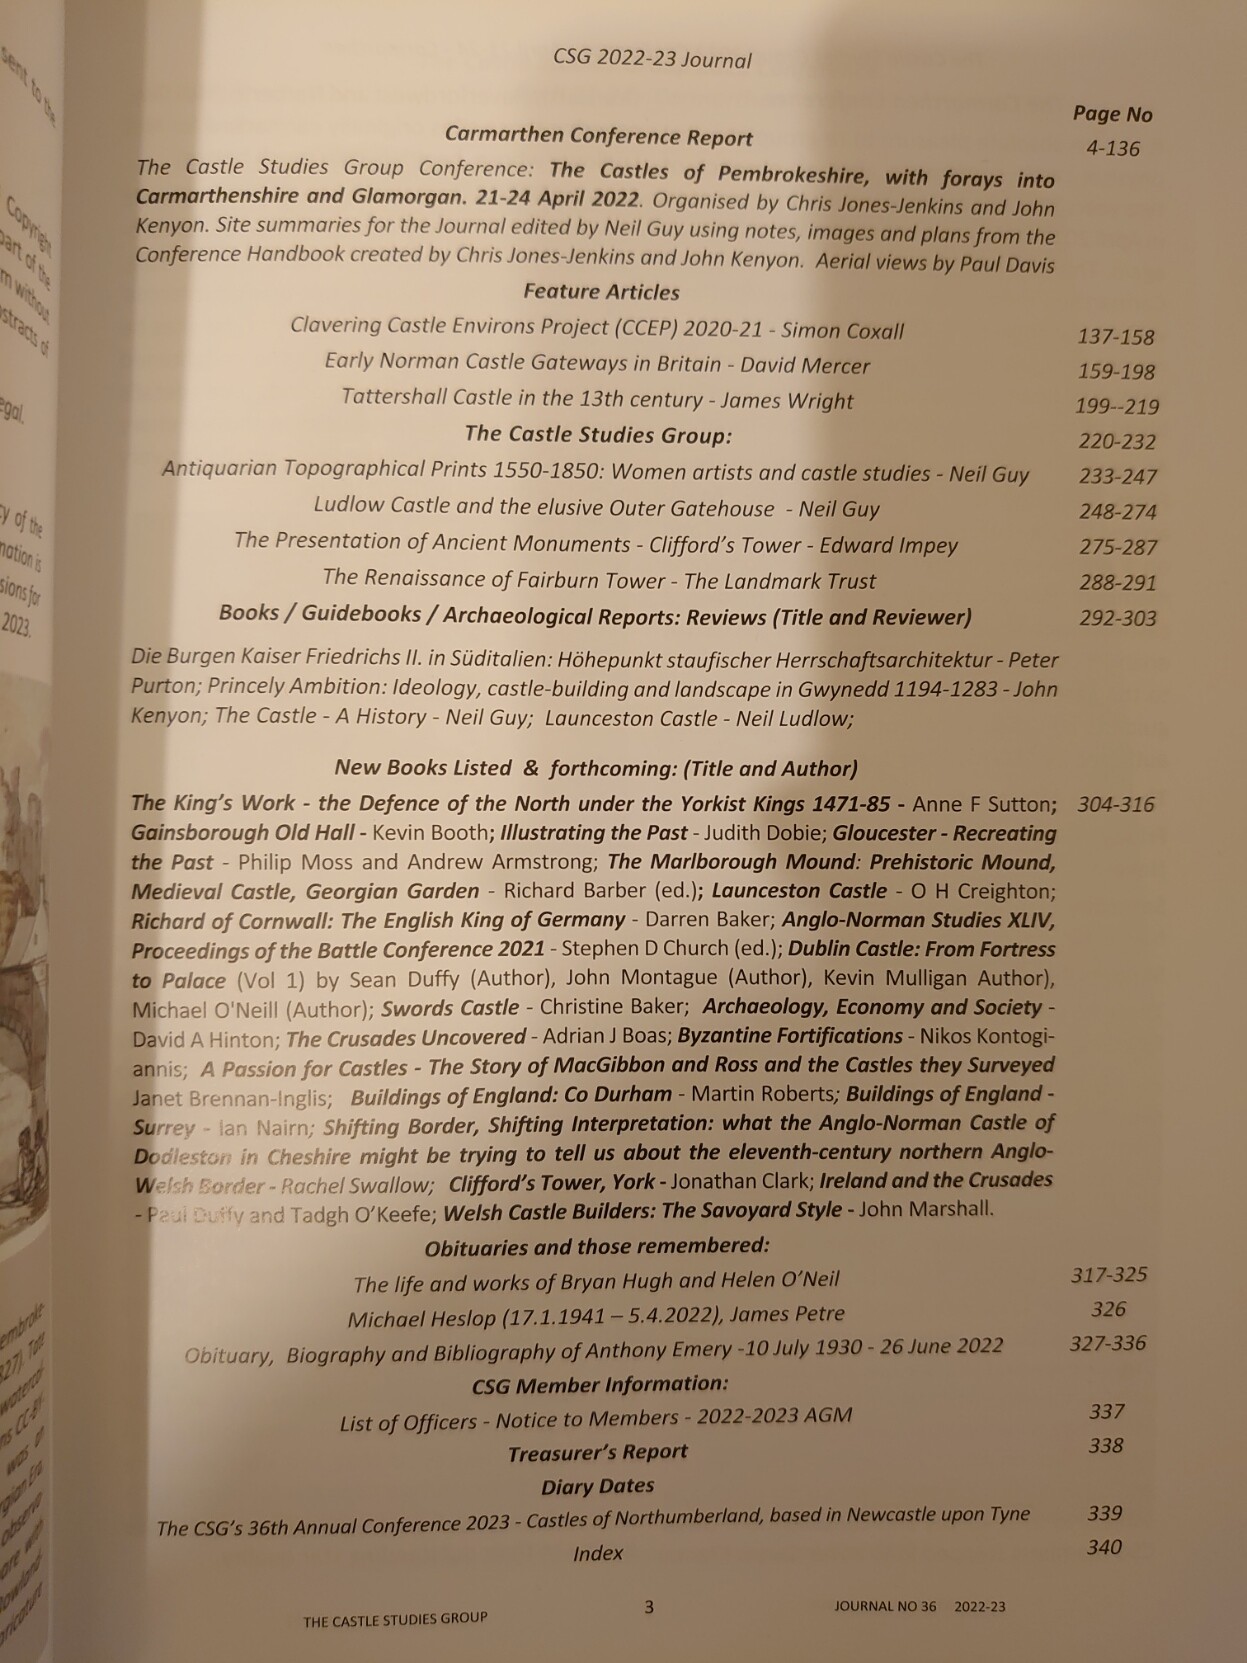 CSG 2022-23 Journal
Page No
Carmarthen Conference Report
4-136
The Castle Studies Group Conference: The Castles of Pembrokeshire, with forays into
Carmarthenshire and Glamorgan. 21-24 April 2022. Organised by Chris Jones-Jenkins and John
Kenyon. Site summaries for the Journal edited by Neil Guy using notes, images and plans from the
Conference Handbook created by Chris Jones-Jenkins and John Kenyon. Aerial views by Paul Davis
Feature Articles
Clavering Castle Environs Project (CCEP) 2020-21 - Simon Coxall 137-158
Early Norman Castle Gateways in Britain - David Mercer 159-198
Tattershall Castle in the 13th century - James Wright 199--219
The Castle Studies Group: 220-232
Antiquarian Topographical Prints 1550-1850: Women artists and castle studies - Neil Guy 233-247
Ludlow Castle and the elusive Outer Gatehouse - Neil Guy 248-274
The Presentation of Ancient Monuments - Clifford's Tower - Edward Impey 275-287
The Renaissance of Fairburn Tower - The Landmark Trust 288-291
Books / Guidebooks / Archaeological Reports: Reviews (Title and Reviewer) 292-303
Die Burgen Kaiser Friedrichs II. in Süditalien: Höhepunkt staufischer Herrschaftsarchitektur - Peter
Purton; Princely Ambition: Ideology, castle-building and landscape in Gwynedd 1194-1283 - John
Kenyon; The Castle - A History - Neil Guy; Launceston Castle - Neil Ludlow;
New Books Listed & forthcoming: (Title and Author)
The King's Work - the Defence of the North under the Yorkist Kings 1471-85 - Anne F Sutton; 304-316
Gainsborough Old Hall - Kevin Booth; Illustrating the Past - Judith Dobie; Gloucester - Recreating
the Past - Philip Moss and Andrew Armstrong; The Marlborough Mound: Prehistoric Mound,
Medieval Castle, Georgian Garden - Richard Barber (ed.); Launceston Castle - O H Creighton;
Richard of Cornwall: The English King of Germany - Darren Baker; Anglo-Norman Studies XLIV,
Proceedings of the Battle Conference 2021 - Stephen D Church (ed.); Dublin Castle: From Fortress
to Palace (Vol 1) by Sean Duffy (Author), John Montague (Author), Kevin Mulligan Author),
Michael O'Neill (Author); Swords Castle - Christine Baker; Archaeology, Economy and Society -
David A Hinton; The Crusades Uncovered - Adrian J Boas; Byzantine Fortifications - Nikos Kontogi-
annis; A Passion for Castles - The Story of MacGibbon and Ross and the Castles they Surveyed
Janet Brennan-Inglis; Buildings of England: Co Durham - Martin Roberts; Buildings of England -
Surrey - Ian Nairn; Shifting Border, Shifting Interpretation: what the Anglo-Norman Castle of
Dodleston in Cheshire might be trying to tell us about the eleventh-century northern Anglo-
Welsh Border - Rachel Swallow; Clifford's Tower, York - Jonathan Clark; Ireland and the Crusades
- Paul Duffy and Tadgh O'Keefe; Welsh Castle Builders: The Savoyard Style - John Marshall.
Obituaries and those remembered:
The life and works of Bryan Hugh and Helen O'Neil 317-325
Michael Heslop (17.1.1941 – 5.4.2022), James Petre 326
Obituary, Biography and Bibliography of Anthony Emery -10 July 1930 - 26 June 2022 327-336
CSG Member Information:
List of Officers - Notice to Members - 2022-2023 AGM 337
Treasurer's Report 338
Diary Dates
The CSG's 36th Annual Conference 2023 - Castles of Northumberland, based in Newcastle upon Tyne 339
Index 340
THE CASTLE STUDIES GROUP 3 JOURNAL NO 36 2022-23
sent to the
Copyright
part of the
without
of
y of the
2023.
was